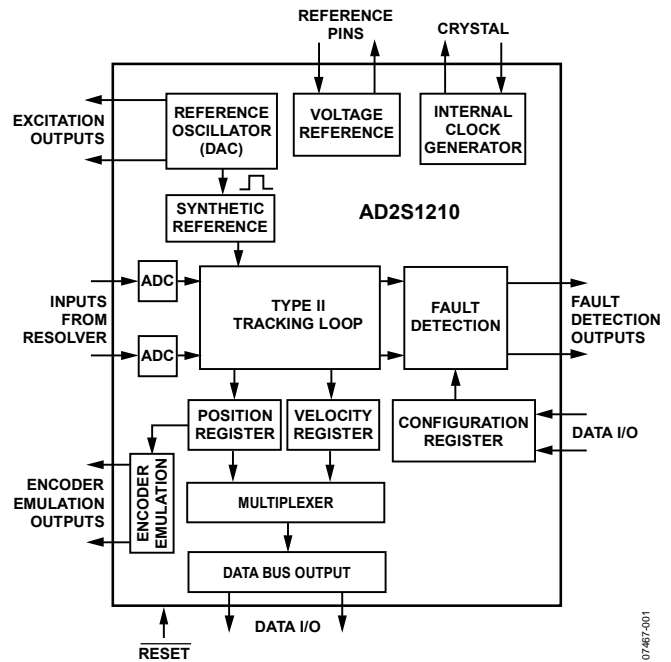 REFERENCE
PINS
CRYSTAL
EXCITATION
OUTPUTS
REFERENCE
OSCILLATOR
(DAC)
VOLTAGE
REFERENCE
INTERNAL
CLOCK
GENERATOR
SYNTHETIC
REFERENCE
AD2S1210
INPUTS
FROM
RESOLVER
ADC
ADC
TYPE II
TRACKING LOOP
FAULT
DETECTION
FAULT
DETECTION
OUTPUTS
POSITION
REGISTER
VELOCITY
REGISTER
CONFIGURATION
REGISTER
DATA I/O
ENCODER
EMULATION
OUTPUTS
ENCODER
EMULATION
MULTIPLEXER
DATA BUS OUTPUT
DATA I/O
RESET
07467-001